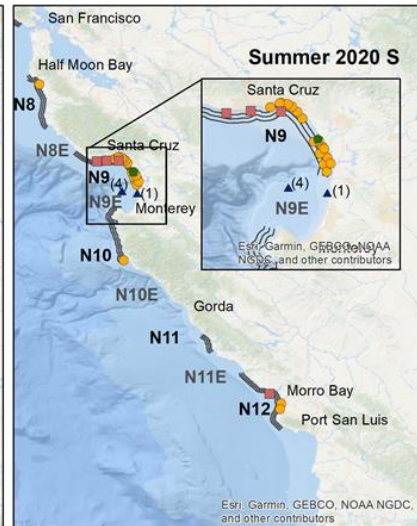 San Francisco
Summer 2020 S
Half Moon Bay
N8
Santa Cruz
N9
(4)
(1)
N9E
Esri, Garmin, GEBCO, NOAA
NGDC, and other contributors
N8E
Santa Cruz
N9
(4)
(1)
N9E
Monterey
N10
N10E
Gorda
N11
N11E
Morro Bay
N12
Port San Luis
Esri, Garmin, GEBCO, NOAA NGDC,
and other contributors